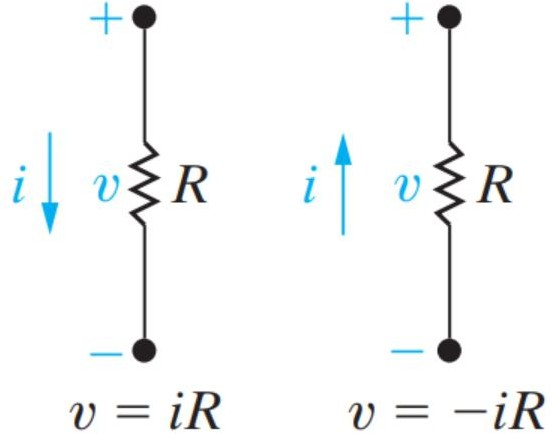 + +
i v R i v R
− −
v = iR v = −iR